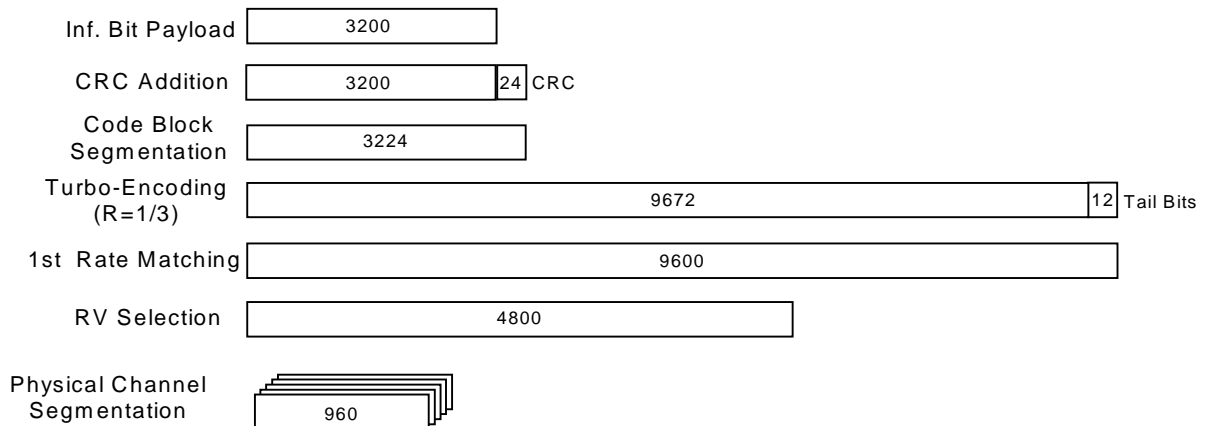 Inf. Bit Payload 3200
CRC Addition 3200 24 CRC
Code Block
Segmentation 3224
Turbo-Encoding
(R=1/3) 9672 12 Tail Bits
1st Rate Matching 9600
RV Selection 4800
Physical Channel
Segmentation 960